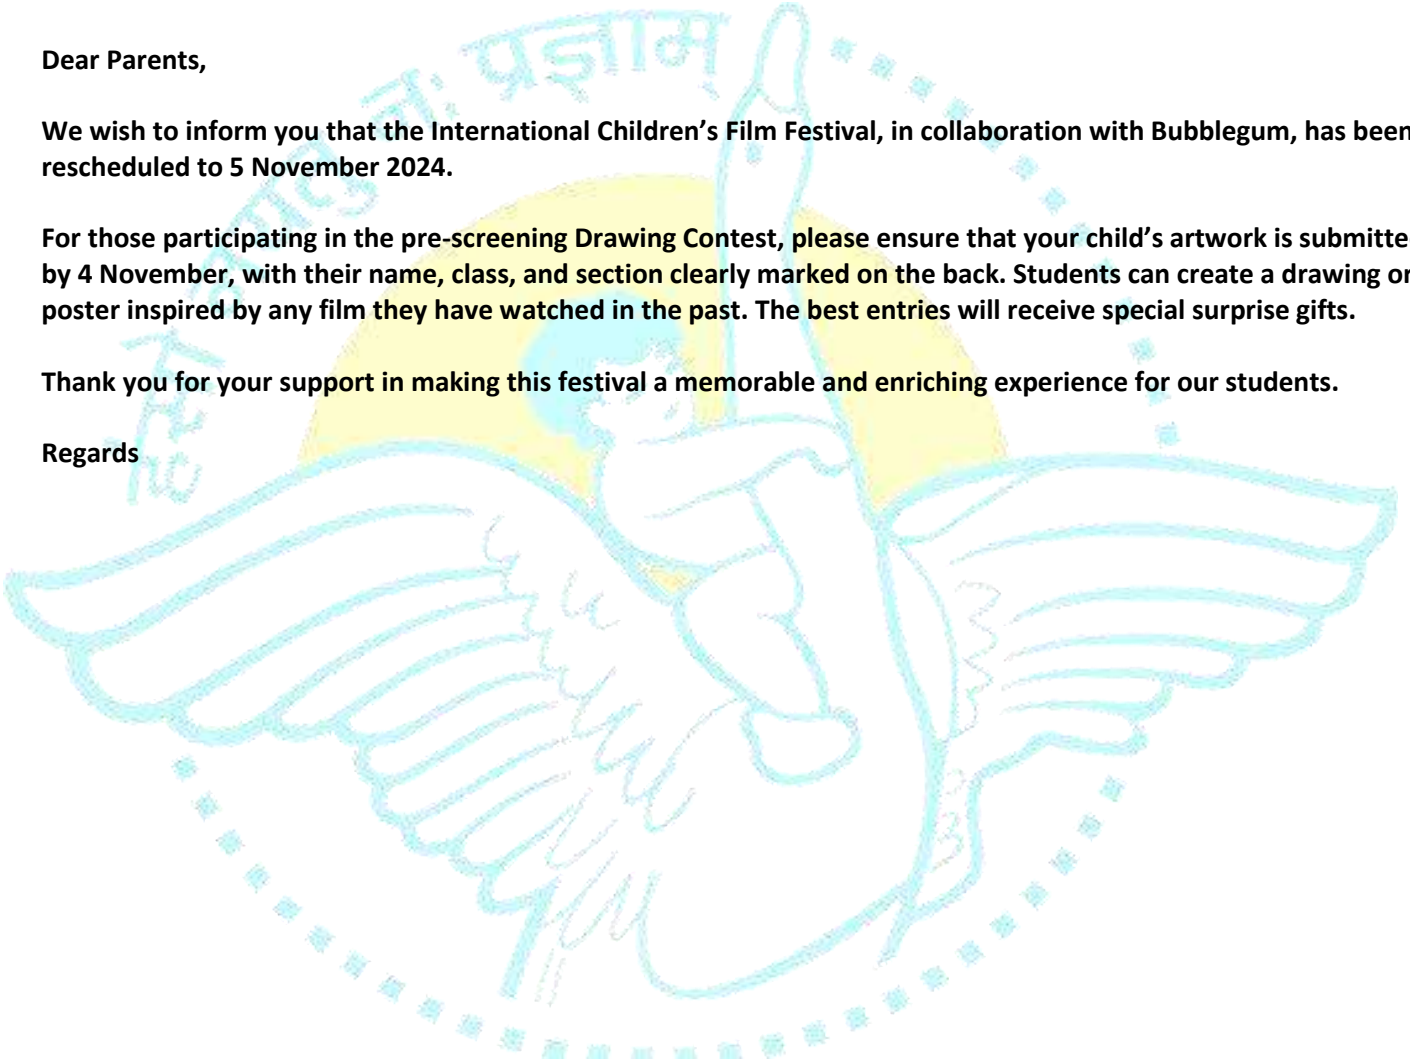 हंस इवाप्लु नः प्रज्ञाम्
Dear Parents,
We wish to inform you that the International Children’s Film Festival, in collaboration with Bubblegum, has been
rescheduled to 5 November 2024.
For those participating in the pre-screening Drawing Contest, please ensure that your child’s artwork is submitte
by 4 November, with their name, class, and section clearly marked on the back. Students can create a drawing or
poster inspired by any film they have watched in the past. The best entries will receive special surprise gifts.
Thank you for your support in making this festival a memorable and enriching experience for our students.
Regards